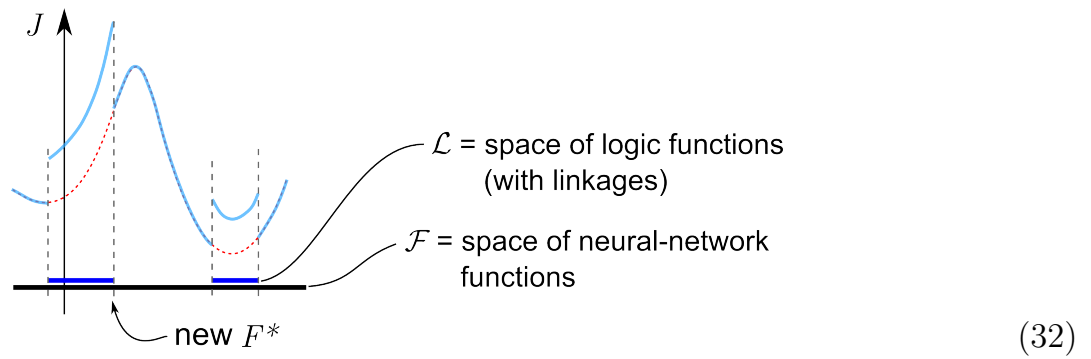 J
ℒ = space of logic functions
(with linkages)
ℱ = space of neural-network
functions
new F*
(32)